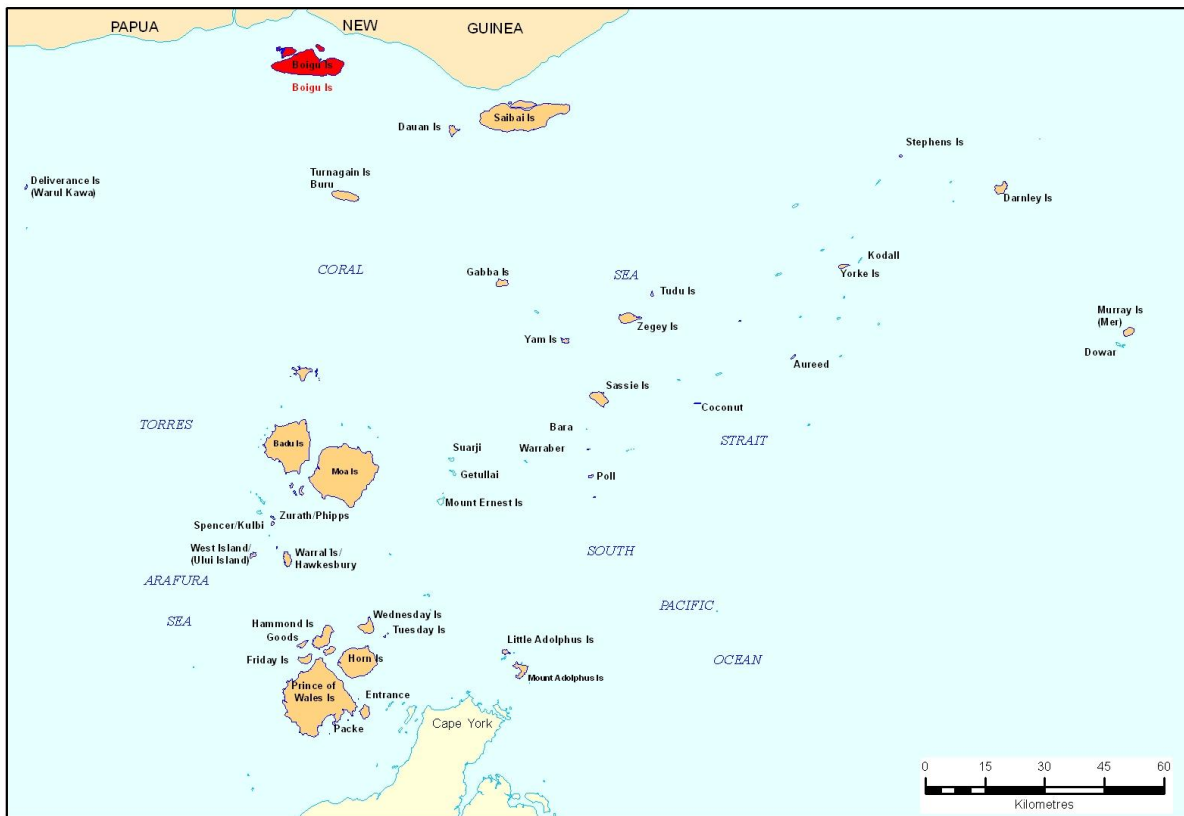 PAPUA NEW GUINEA
Boigu Is
Boigu Is
Saibai Is
Dauan Is
Stephens Is
Deliverance Is
(Warul Kawa)
Turnagain Is
Buru
Darnley Is
CORAL SEA
Gabba Is
Kodall
Yorke Is
Tudu Is
Zegey Is
Murray Is
(Mer)
Yam Is
Dowar
Aureed
Sassie Is
Coconut
TORRES STRAIT
Bara
Badu Is
Suarji
Warraber
Moa Is
Getullai
Poll
Mount Ernest Is
Zurath/Phipps
Spencer/Kulbi
West Island/
(Ului Island)
Warral Is/
Hawkesbury
SOUTH
PACIFIC
OCEAN
ARAFURA
SEA
Wednesday Is
Hammond Is
Tuesday Is
Goods
Little Adolphus Is
Friday Is
Horn Is
Mount Adolphus Is
Prince of
Wales Is
Entrance
Packe
Cape York
0 15 30 45 60
Kilometres